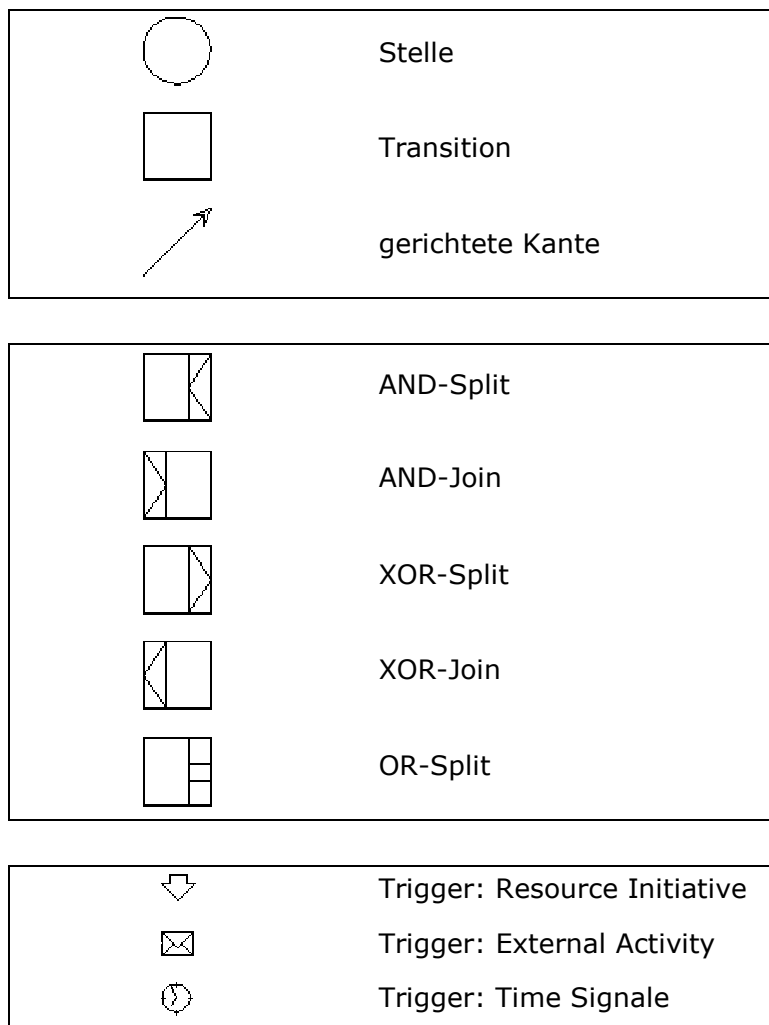 Stelle
Transition
gerichtete Kante
AND-Split
AND-Join
XOR-Split
XOR-Join
OR-Split
Trigger: Resource Initiative
Trigger: External Activity
Trigger: Time Signale